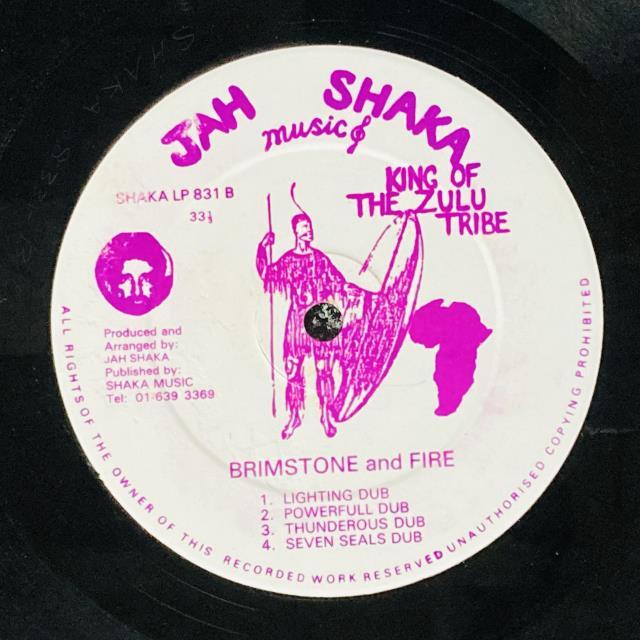 JAH SHAKA
music
KING OF
THE ZULU
TRIBE
SHAKA LP 831 B
33⅓
Produced and
Arranged by:
JAH SHAKA
Published by:
SHAKA MUSIC
Tel: 01-639 3369
BRIMSTONE and FIRE
1. LIGHTING DUB
2. POWERFULL DUB
3. THUNDEROUS DUB
4. SEVEN SEALS DUB
ALL RIGHTS OF THE OWNER OF THIS RECORDED WORK RESERVED UNAUTHORISED COPYING PROHIBITED